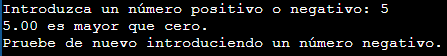 Introduzca un número positivo o negativo: 5
5.00 es mayor que cero.
Pruebe de nuevo introduciendo un número negativo.